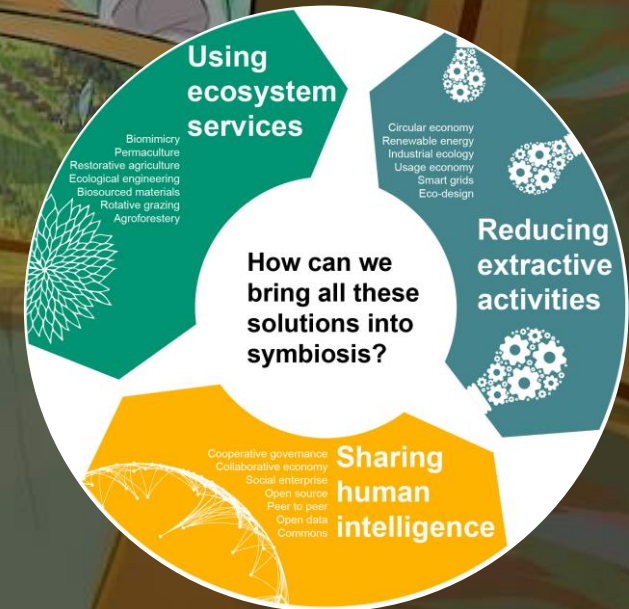 Using
ecosystem
services
Biomimicry
Permaculture
Restorative agriculture
Ecological engineering
Biosourced materials
Rotative grazing
Agroforestery
Circular economy
Renewable energy
Industrial ecology
Usage economy
Smart grids
Eco-design
Reducing
extractive
activities
How can we
bring all these
solutions into
symbiosis?
Cooperative governance
Collaborative economy
Social enterprise
Open source
Peer to peer
Open data
Commons
Sharing
human
intelligence